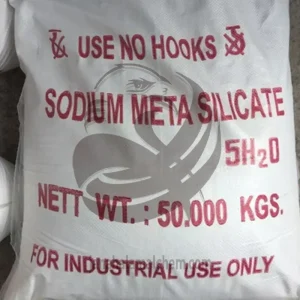 USE NO HOOKS
SODIUM META SILICATE
5H2O
NETT WT.: 50.000 KGS.
FOR INDUSTRIAL USE ONLY